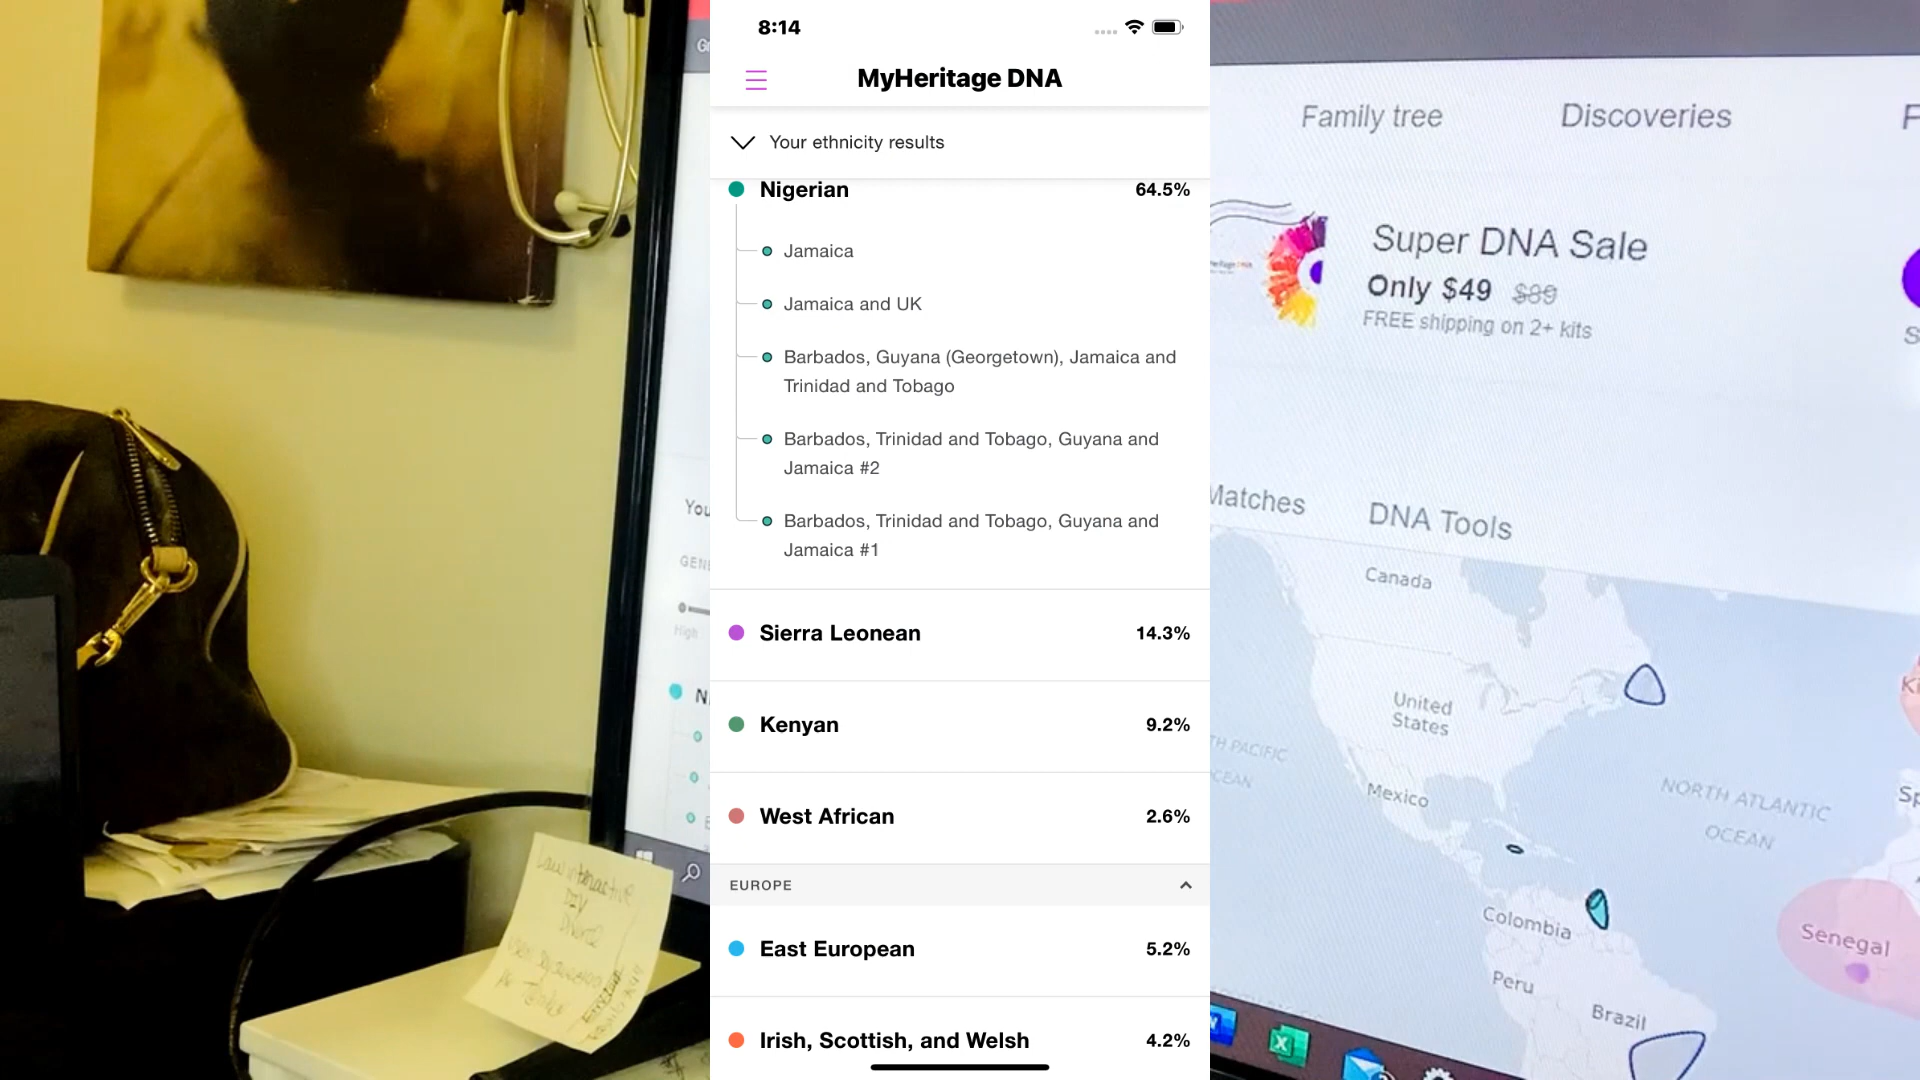 8:14
MyHeritage DNA
Your ethnicity results
Nigerian 64.5%
Jamaica
Jamaica and UK
Barbados, Guyana (Georgetown), Jamaica and
Trinidad and Tobago
Barbados, Trinidad and Tobago, Guyana and
Jamaica #2
Barbados, Trinidad and Tobago, Guyana and
Jamaica #1
Sierra Leonean 14.3%
Kenyan 9.2%
West African 2.6%
EUROPE
East European 5.2%
Irish, Scottish, and Welsh 4.2%
You
GEN
High
N
Family tree Discoveries
Super DNA Sale
Only $49 $89
FREE shipping on 2+ kits
Matches DNA Tools
Canada
United
States
Mexico
NORTH ATLANTIC
OCEAN
Colombia
Peru
Brazil
Senegal